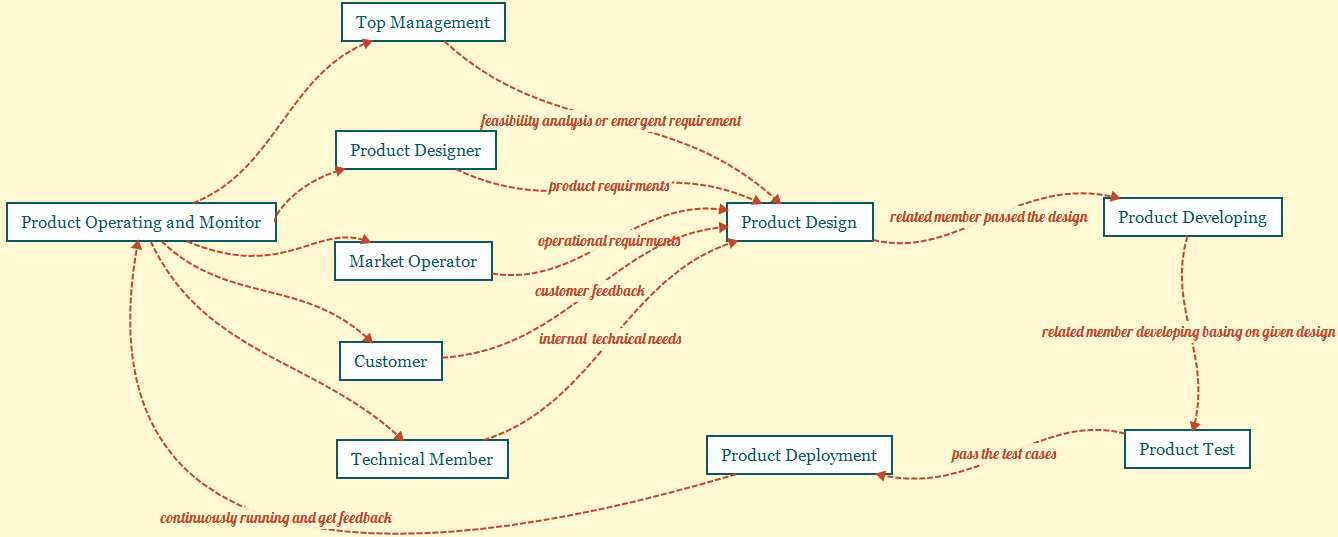 Top Management
feasibility analysis or emergent requirement
Product Designer
product requirments
Product Operating and Monitor
Product Design
related member passed the design
Product Developing
operational requirments
Market Operator
customer feedback
related member developing basing on given design
internal technical needs
Customer
Technical Member
Product Deployment
pass the test cases
Product Test
continuously running and get feedback